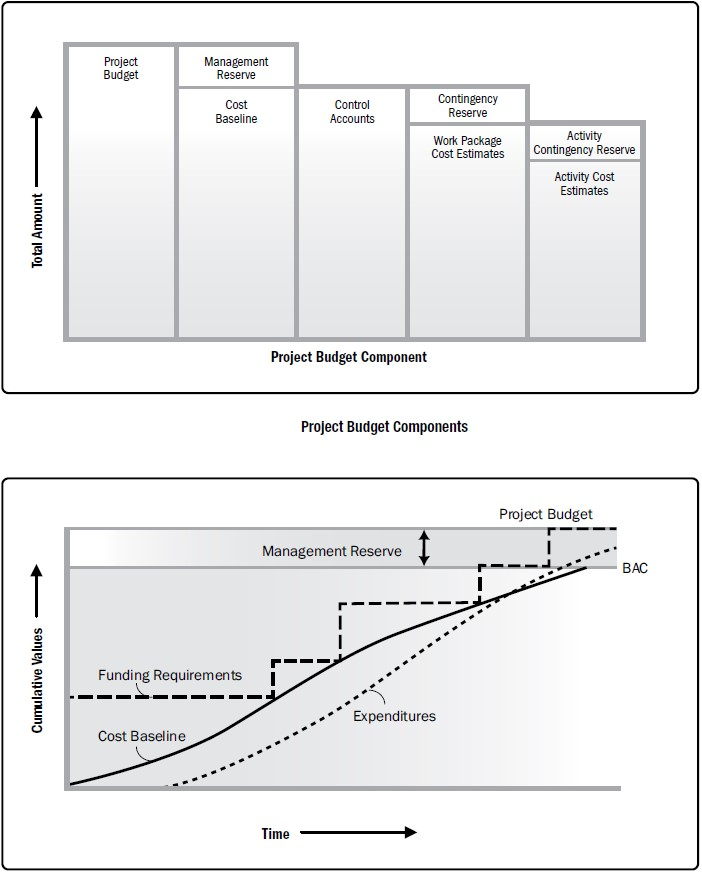 Project
Budget
Management
Reserve
Cost
Baseline
Control
Accounts
Contingency
Reserve
Work Package
Cost Estimates
Activity
Contingency Reserve
Activity Cost
Estimates
Total Amount
Project Budget Component
Project Budget Components
Project Budget
Management Reserve
BAC
Cumulative Values
Funding Requirements
Cost Baseline
Expenditures
Time